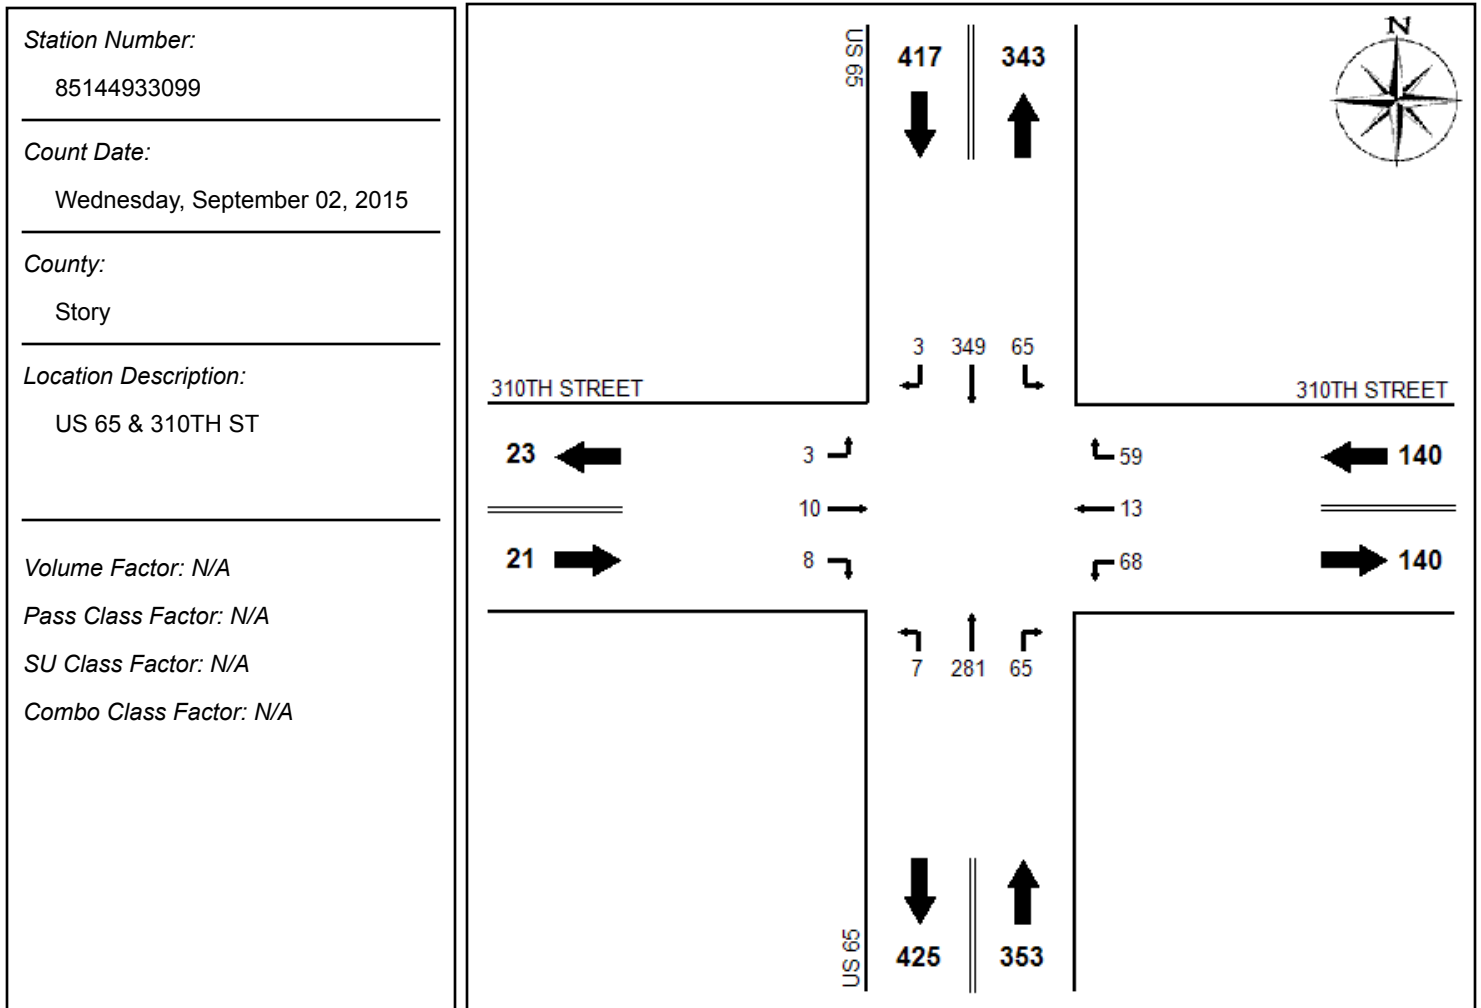 Station Number:
85144933099
Count Date:
Wednesday, September 02, 2015
County:
Story
Location Description:
US 65 & 310TH ST
Volume Factor: N/A
Pass Class Factor: N/A
SU Class Factor: N/A
Combo Class Factor: N/A
N
US 65
417 343
3 349 65
310TH STREET 310TH STREET
23 3 59 140
10 13
21 8 68 140
7 281 65
US 65
425 353